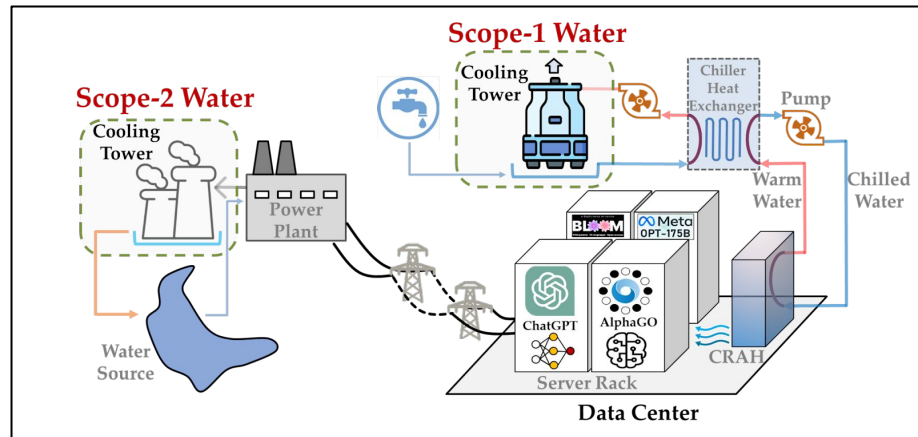 Scope-1 Water
Scope-2 Water
Cooling
Tower
Cooling
Tower
Chiller
Heat
Exchanger
Pump
Warm
Water
Chilled
Water
Power
Plant
Water
Source
BLOOM
Meta
OPT-175B
ChatGPT
AlphaGO
CRAH
Server Rack
Data Center